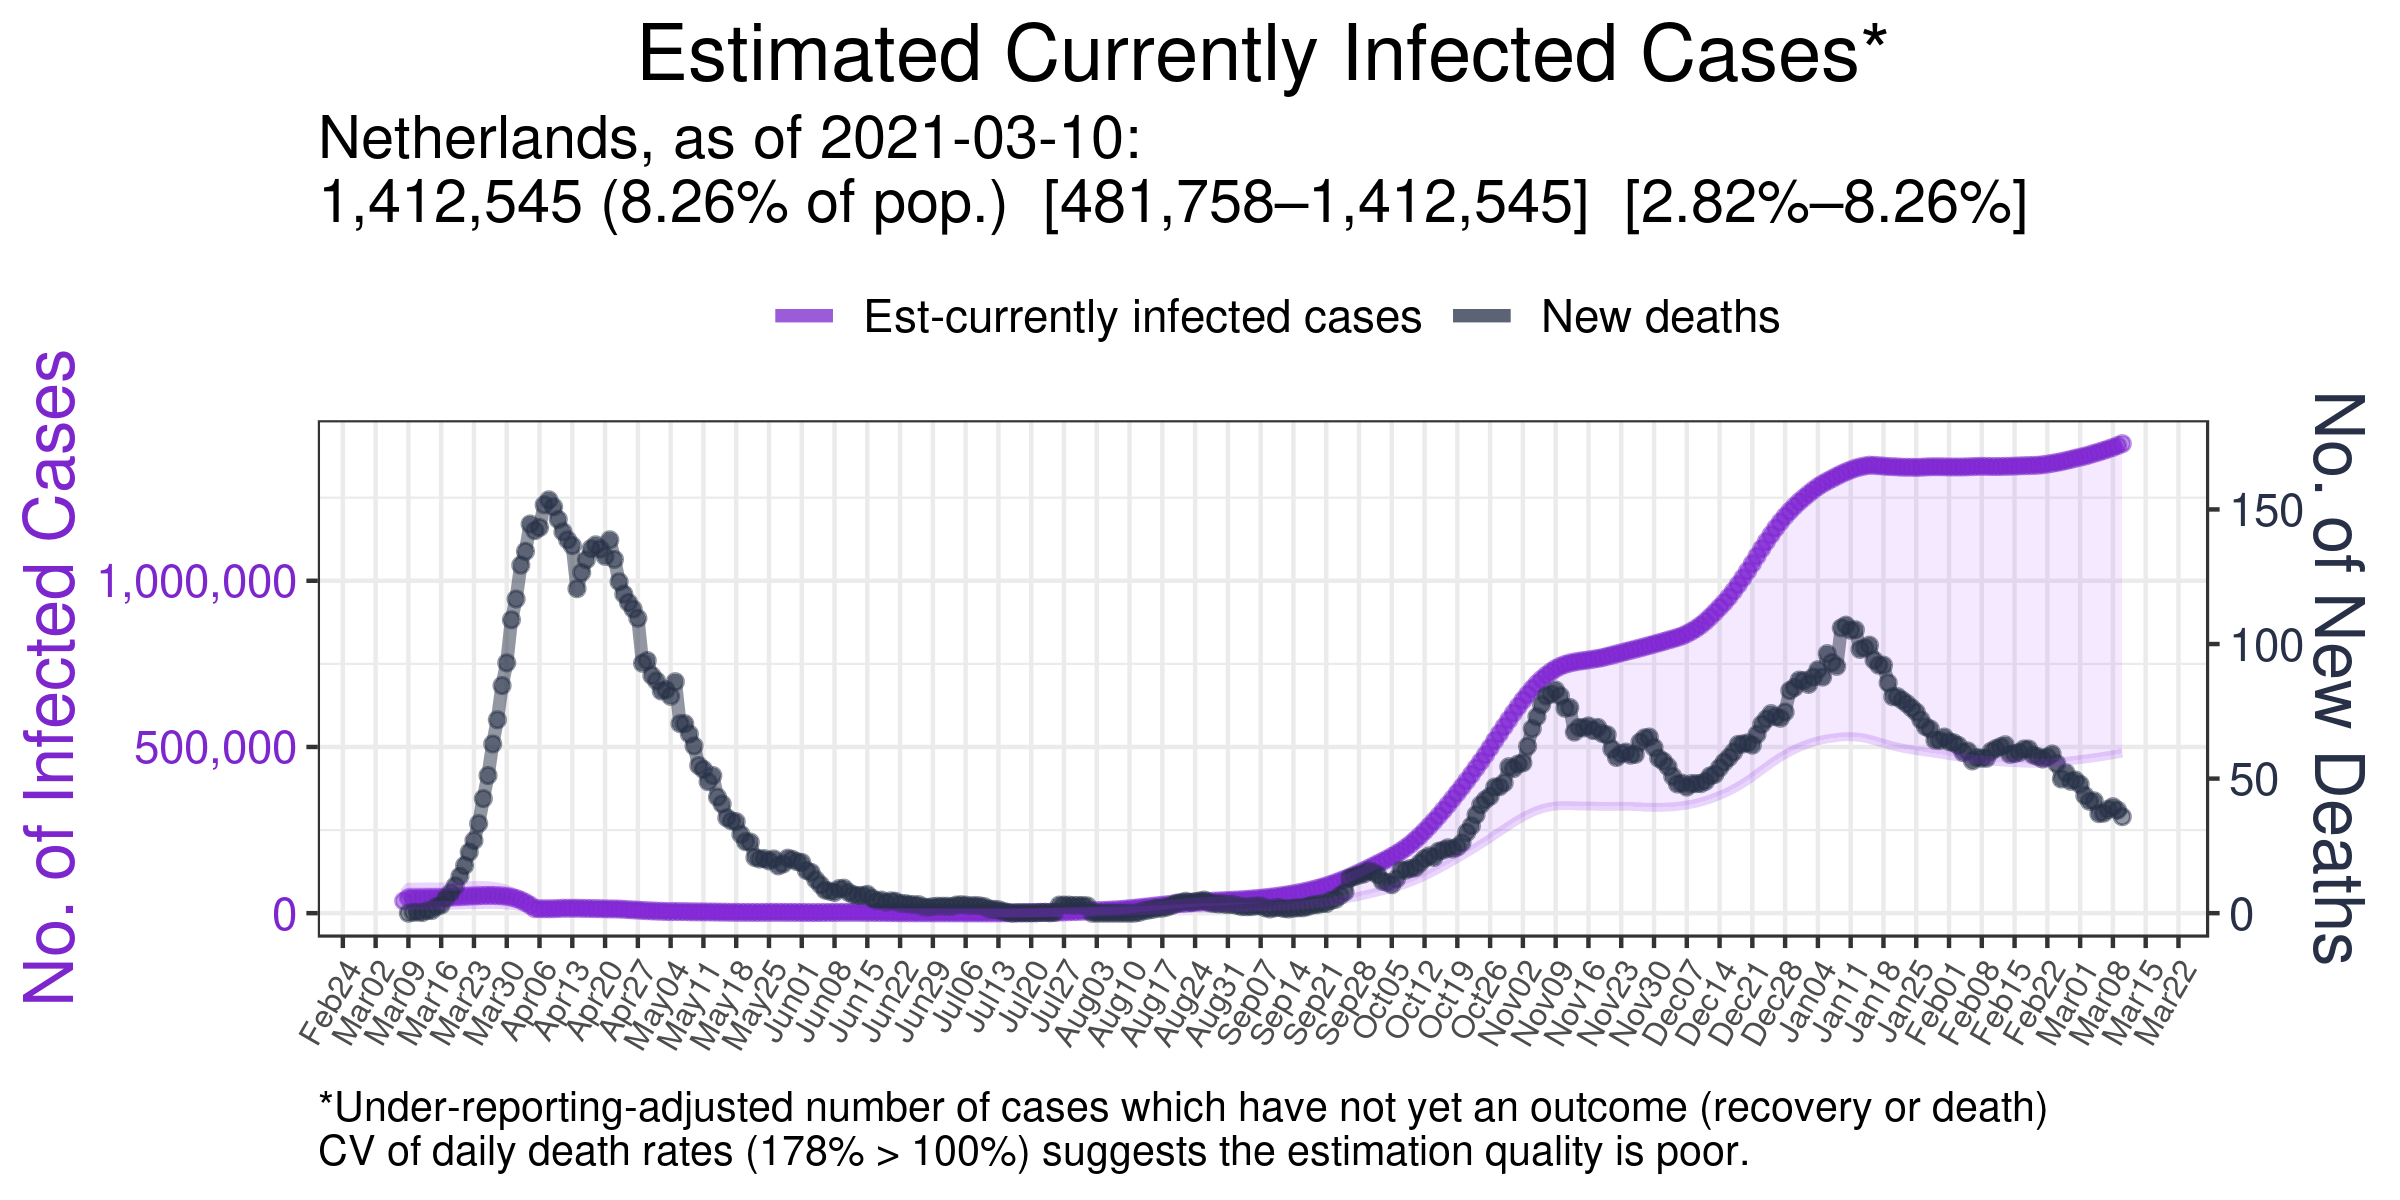 Estimated Currently Infected Cases*
Netherlands, as of 2021-03-10:
1,412,545 (8.26% of pop.)  [481,758–1,412,545]  [2.82%–8.26%]
Est-currently infected cases
New deaths
No. of Infected Cases
1,000,000
500,000
0
No. of New Deaths
150
100
50
0
Feb24
Mar02
Mar09
Mar16
Mar23
Mar30
Apr06
Apr13
Apr20
Apr27
May04
May11
May18
May25
Jun01
Jun08
Jun15
Jun22
Jun29
Jul06
Jul13
Jul20
Jul27
Aug03
Aug10
Aug17
Aug24
Aug31
Sep07
Sep14
Sep21
Sep28
Oct05
Oct12
Oct19
Oct26
Nov02
Nov09
Nov16
Nov23
Nov30
Dec07
Dec14
Dec21
Dec28
Jan04
Jan11
Jan18
Jan25
Feb01
Feb08
Feb15
Feb22
Mar01
Mar08
Mar15
Mar22
*Under-reporting-adjusted number of cases which have not yet an outcome (recovery or death)
CV of daily death rates (178% > 100%) suggests the estimation quality is poor.